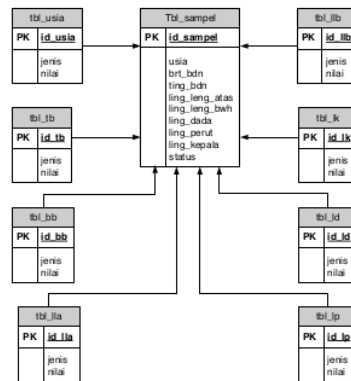 tbl_usia
PK id_usia
jenis
nilai
Tbl_sampel
PK id_sampel
usia
brt_bdn
ting_bdn
ling_leng_atas
ling_leng_bwh
ling_dada
ling_perut
ling_kepala
status
tbl_llb
PK id_llb
jenis
nilai
tbl_tb
PK id_tb
jenis
nilai
tbl_lk
PK id_lk
jenis
nilai
tbl_bb
PK id_bb
jenis
nilai
tbl_ld
PK id_ld
jenis
nilai
tbl_lla
PK id_lla
jenis
nilai
tbl_lp
PK id_lp
jenis
nilai